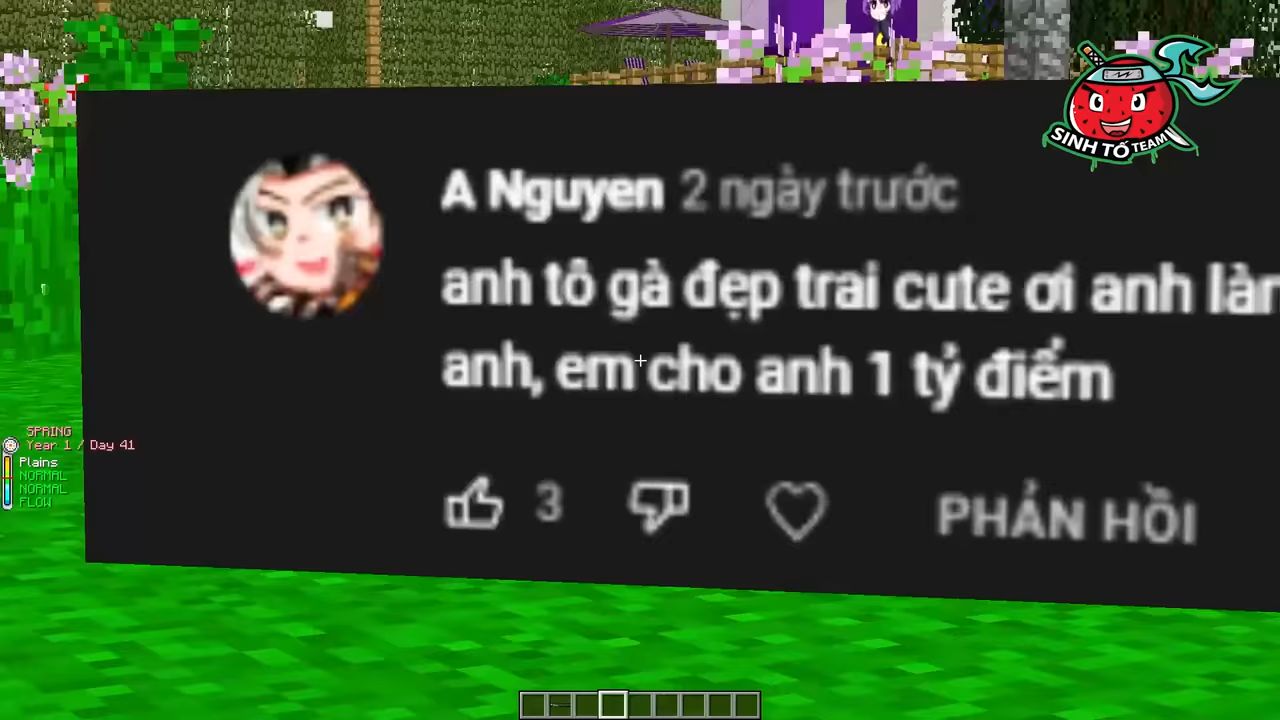 SINH TỐ TEAM
A Nguyen 2 ngày trước
anh tô gà đẹp trai cute ơi anh
anh, em cho anh 1 tỷ điểm
SPRING
Year 1 / Day 41
Plains
NORMAL
NORMAL
FLOW
3
PHẢN HỒI